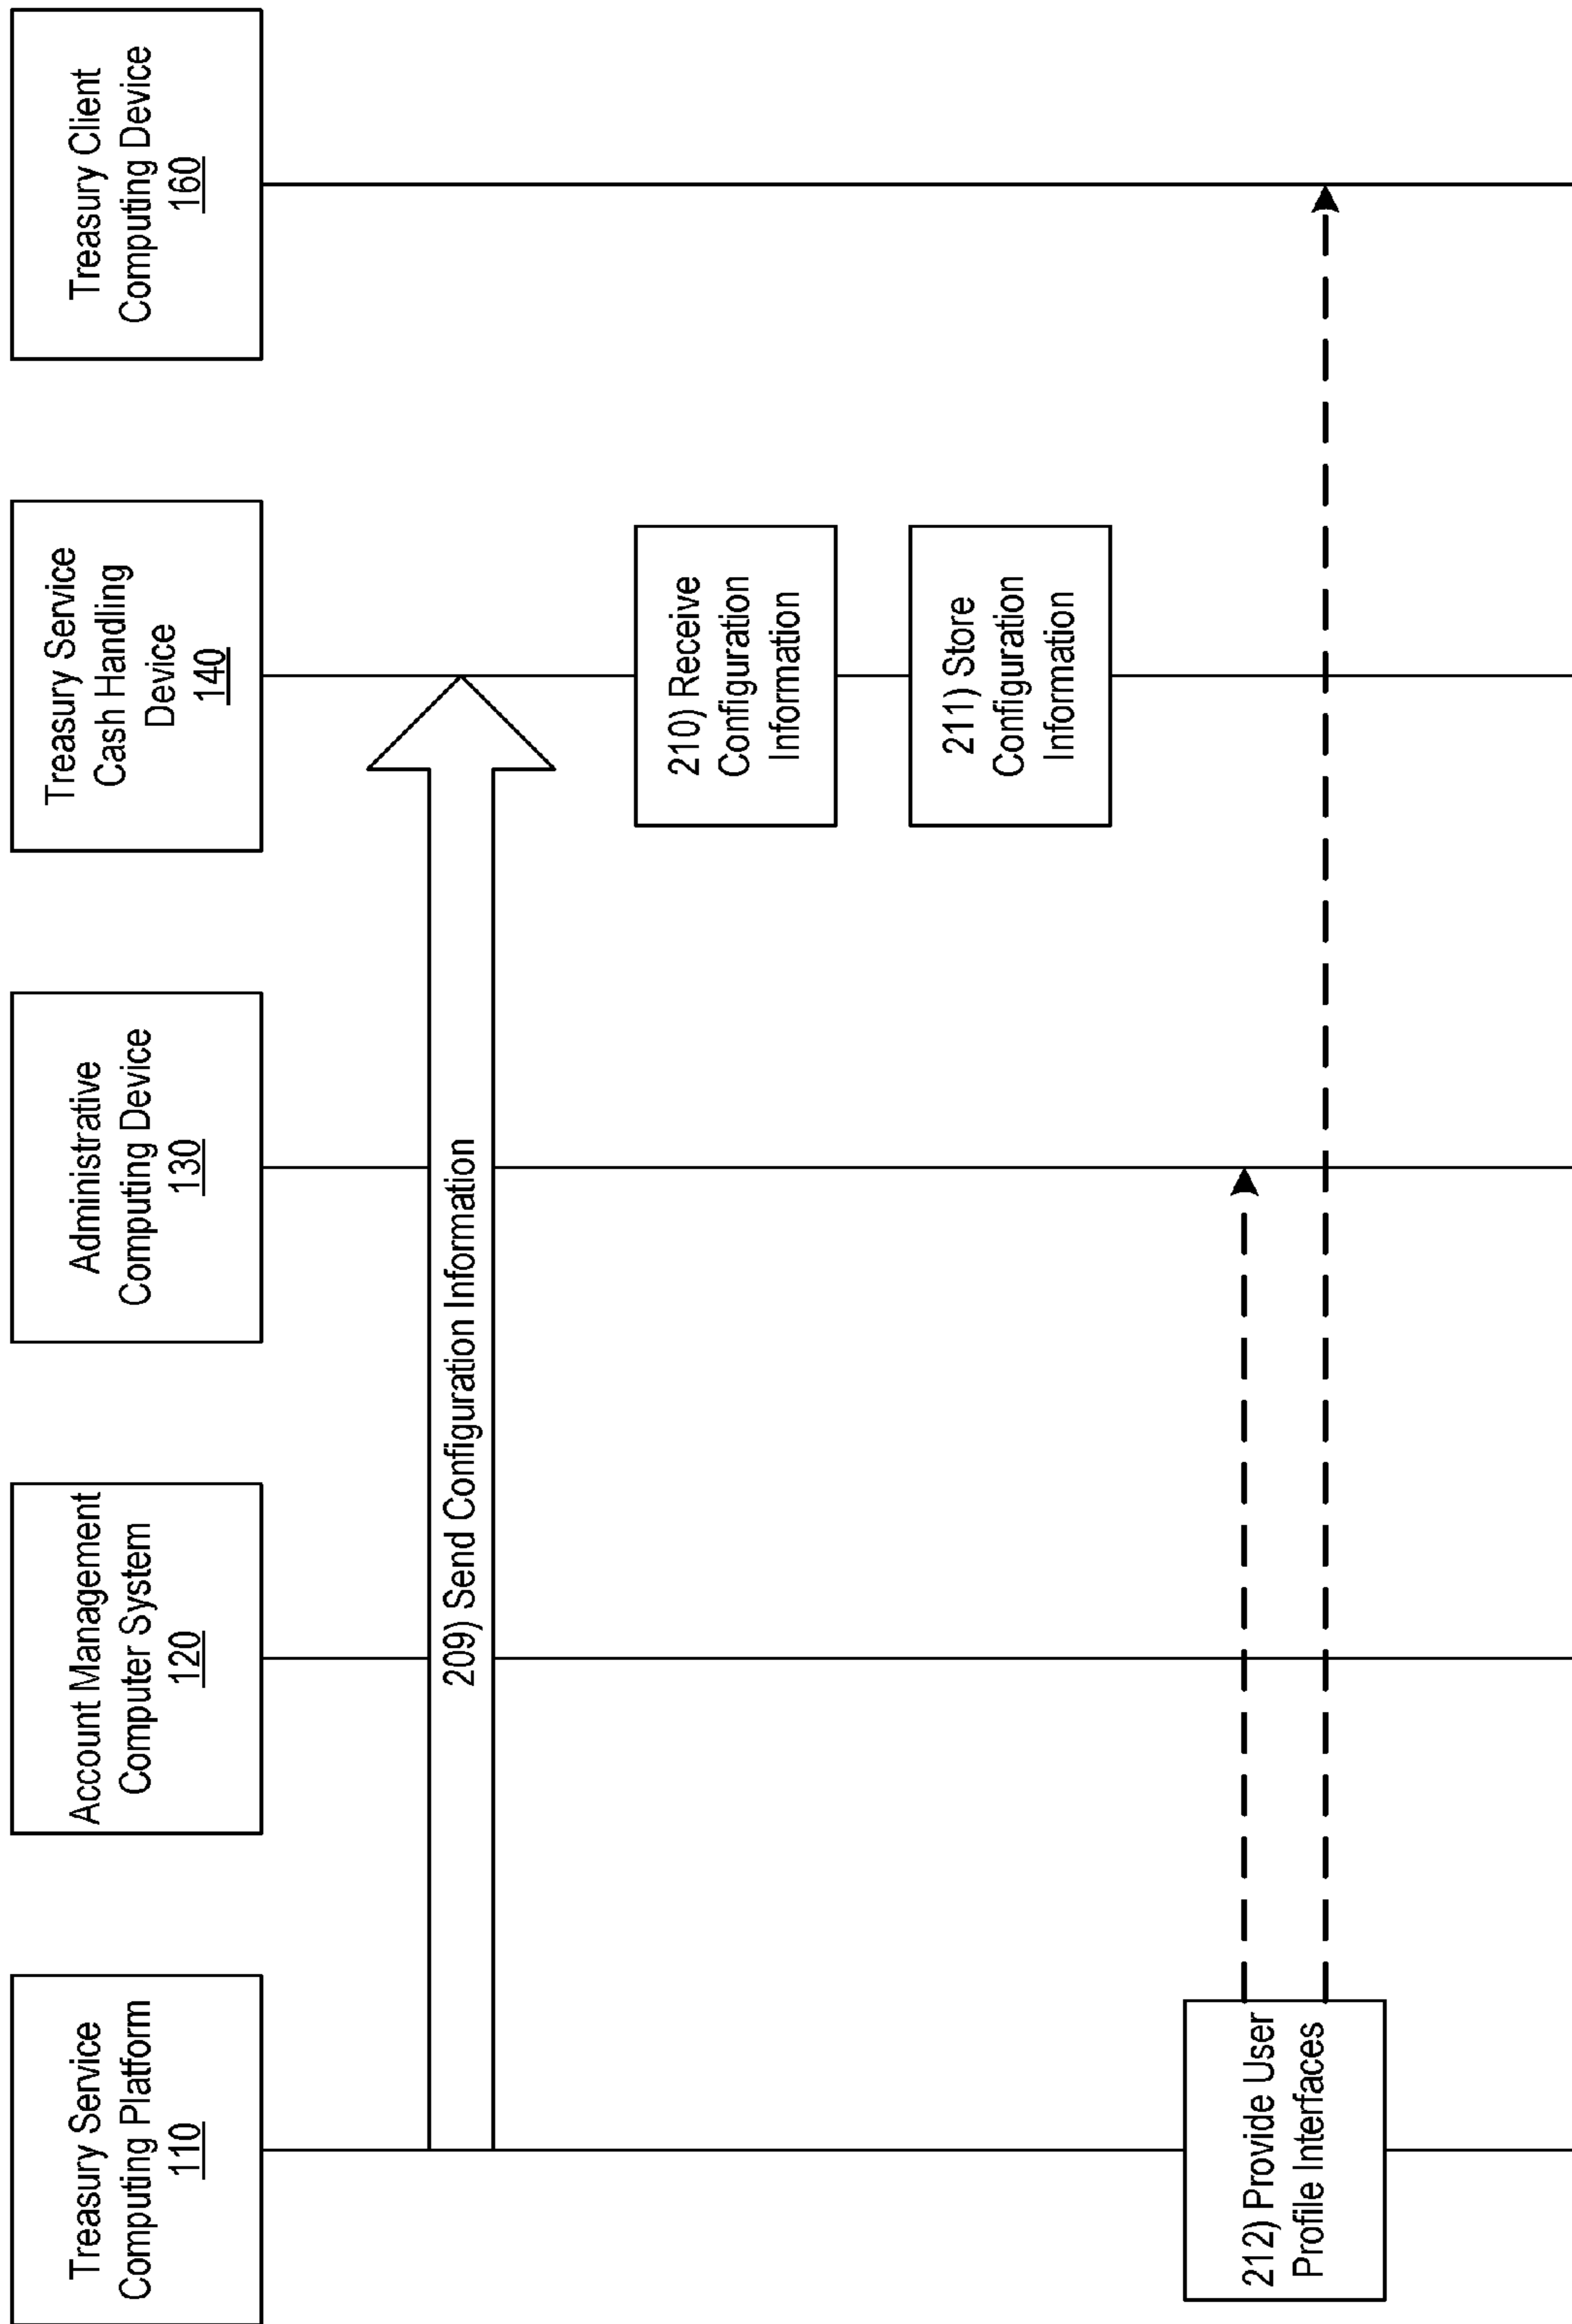 Treasury Service
Computing Platform
110
Account Management
Computer System
120
Administrative
Computing Device
130
Treasury Service
Cash Handling
Device
140
Treasury Client
Computing Device
160
209) Send Configuration Information
210) Receive
Configuration
Information
211) Store
Configuration
Information
212) Provide User
Profile Interfaces